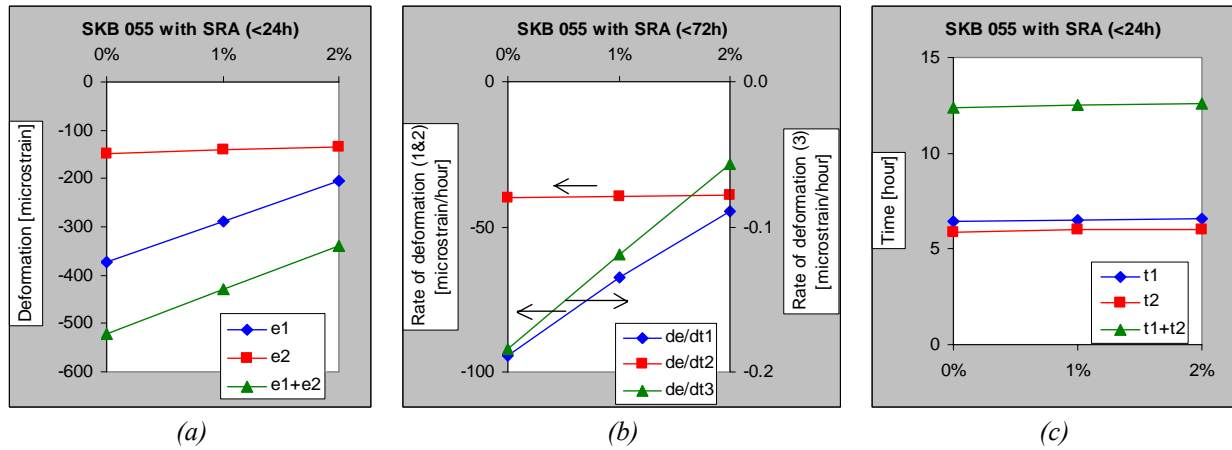 SKB 055 with SRA (<24h)
0% 1% 2%
0
-100
-200
-300
-400
-500
-600
Deformation [microstrain]
e1
e2
e1+e2
(a)
SKB 055 with SRA (<72h)
0% 1% 2%
0
-50
-100
0.0
-0.1
-0.2
Rate of deformation (1&2)
[microstrain/hour]
Rate of deformation (3)
[microstrain/hour]
de/dt1
de/dt2
de/dt3
(b)
SKB 055 with SRA (<24h)
15
10
5
0
Time [hour]
t1
t2
t1+t2
0% 1% 2%
(c)